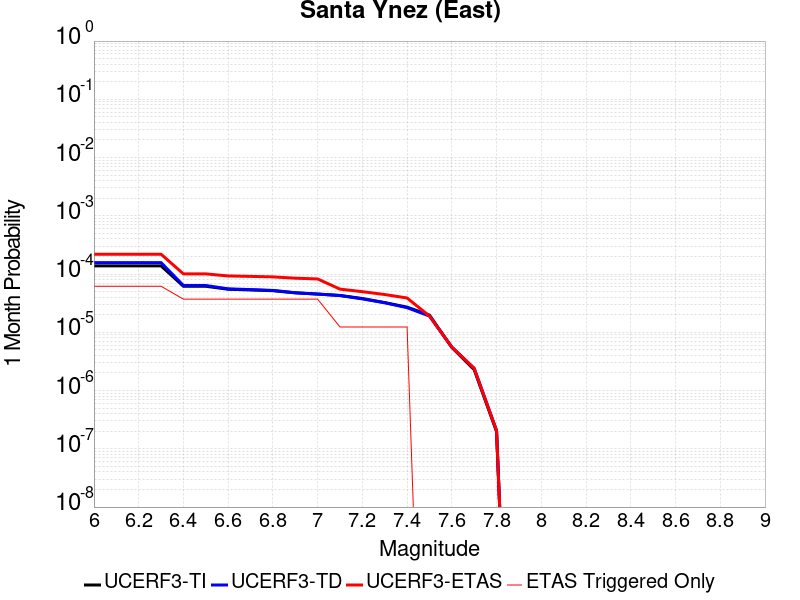 Santa Ynez (East)
10^0
10^-1
10^-2
10^-3
10^-4
10^-5
10^-6
10^-7
10^-8
1 Month Probability
6 6.2 6.4 6.6 6.8 7 7.2 7.4 7.6 7.8 8 8.2 8.4 8.6 8.8 9
Magnitude
UCERF3-TI UCERF3-TD UCERF3-ETAS ETAS Triggered Only